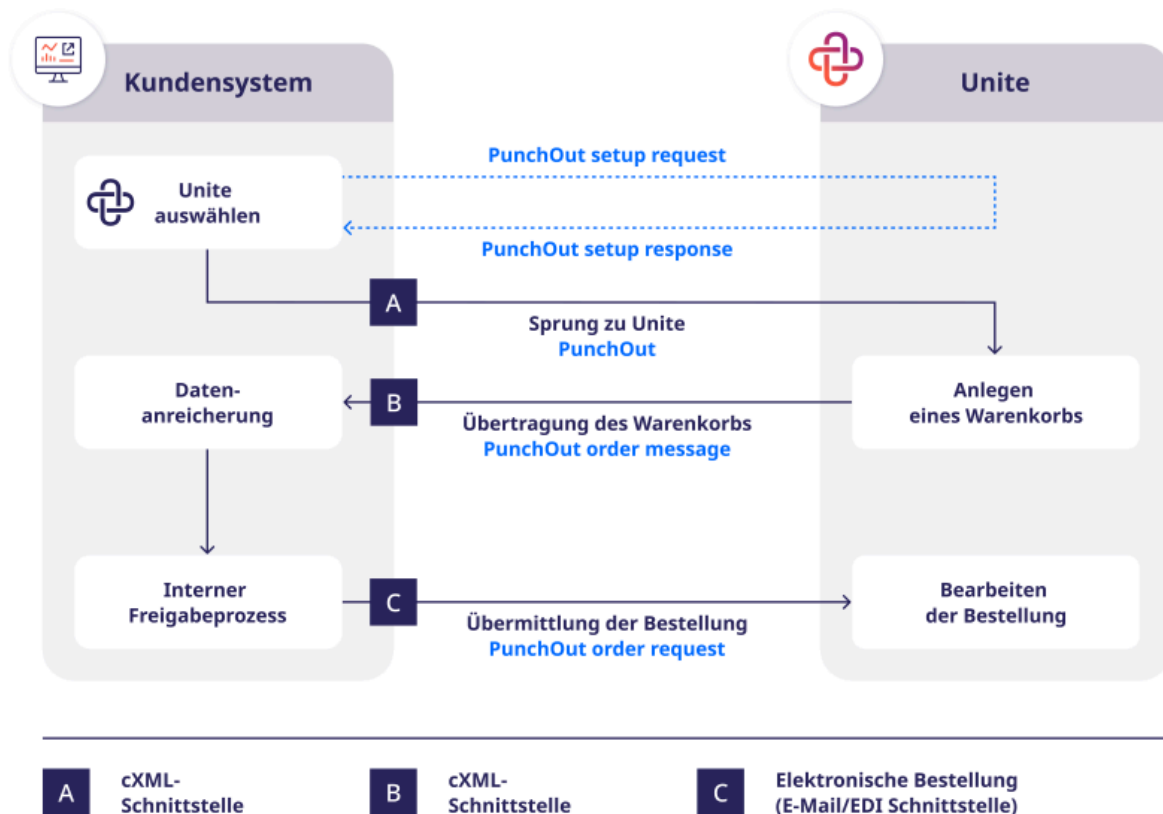 Kundensystem
Unite
PunchOut setup request
Unite
auswählen
PunchOut setup response
A
Sprung zu Unite
PunchOut
Daten-
anreicherung
B
Übertragung des Warenkorbs
PunchOut order message
Anlegen
eines Warenkorbs
Interner
Freigabeprozess
C
Übermittlung der Bestellung
PunchOut order request
Bearbeiten
der Bestellung
A
cXML-
Schnittstelle
B
cXML-
Schnittstelle
C
Elektronische Bestellung
(E-Mail/EDI Schnittstelle)